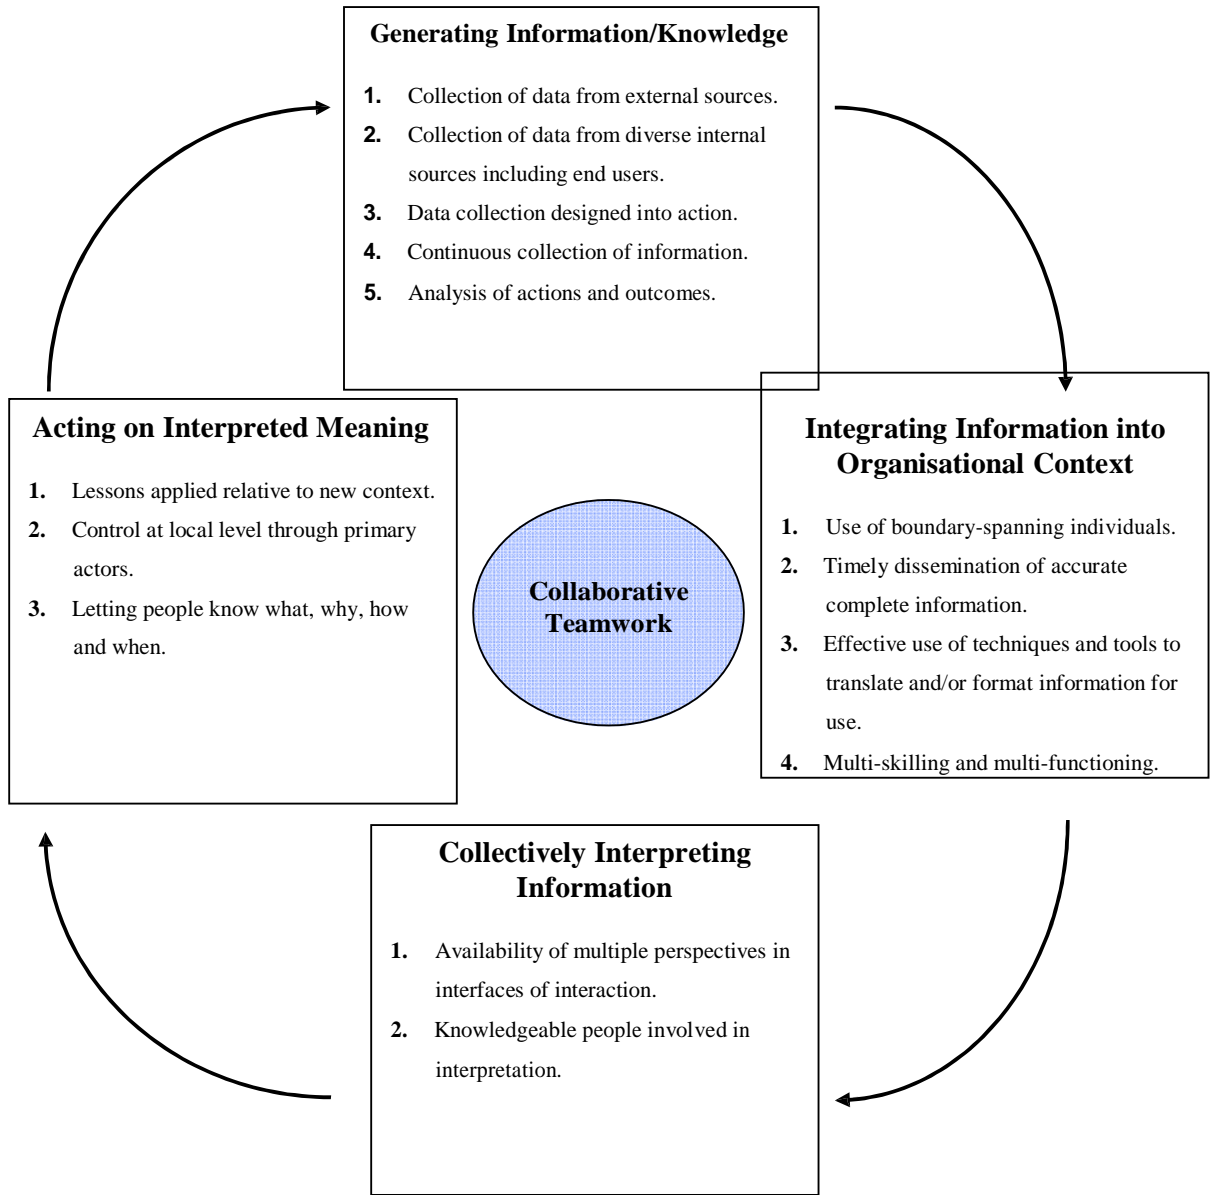 Generating Information/Knowledge
1. Collection of data from external sources.
2. Collection of data from diverse internal
sources including end users.
3. Data collection designed into action.
4. Continuous collection of information.
5. Analysis of actions and outcomes.
Integrating Information into
Organisational Context
1. Use of boundary-spanning individuals.
2. Timely dissemination of accurate
complete information.
3. Effective use of techniques and tools to
translate and/or format information for
use.
4. Multi-skilling and multi-functioning.
Collectively Interpreting
Information
1. Availability of multiple perspectives in
interfaces of interaction.
2. Knowledgeable people involved in
interpretation.
Acting on Interpreted Meaning
1. Lessons applied relative to new context.
2. Control at local level through primary
actors.
3. Letting people know what, why, how
and when.
Collaborative
Teamwork